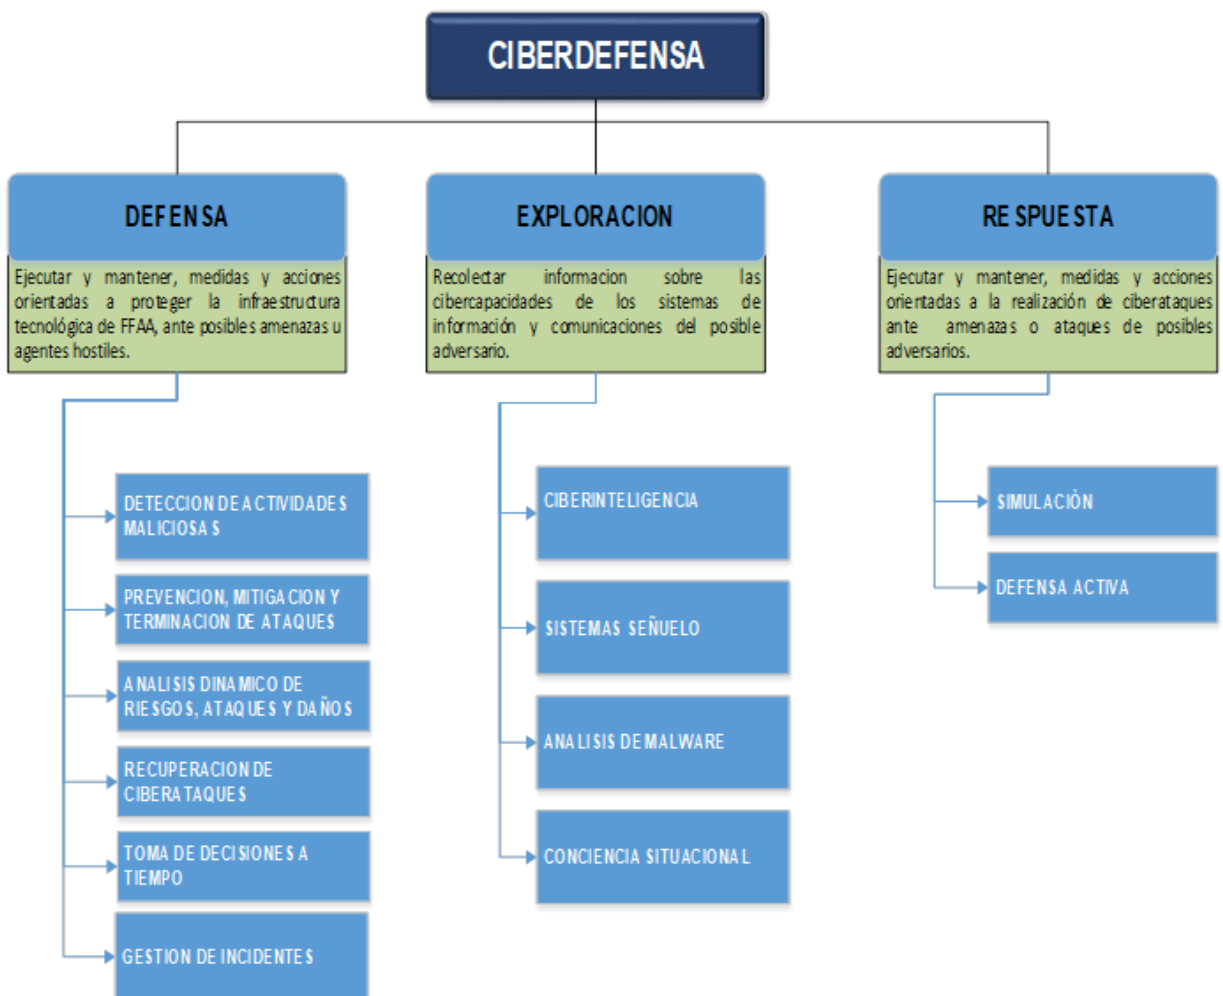 CIBERDEFENSA
DEFENSA
Ejecutar y mantener, medidas y acciones
orientadas a proteger la infraestructura
tecnológica de FFAA, ante posibles amenazas u
agentes hostiles.
DETECCION DE ACTIVIDADES
MALICIOSAS
PREVENCION, MITIGACION Y
TERMINACION DE ATAQUES
ANALISIS DINAMICO DE
RIESGOS, ATAQUES Y DAÑOS
RECUPERACION DE
CIBERATAQUES
TOMA DE DECISIONES A
TIEMPO
GESTION DE INCIDENTES
EXPLORACION
Recolectar informacion sobre las
cibercapacidades de los sistemas de
información y comunicaciones del posible
adversario.
CIBERINTELIGENCIA
SISTEMAS SEÑUELO
ANALISIS DE MALWARE
CONCIENCIA SITUACIONAL
RESPUESTA
Ejecutar y mantener, medidas y acciones
orientadas a la realización de ciberataques
ante amenazas o ataques de posibles
adversarios.
SIMULACIÒN
DEFENSA ACTIVA